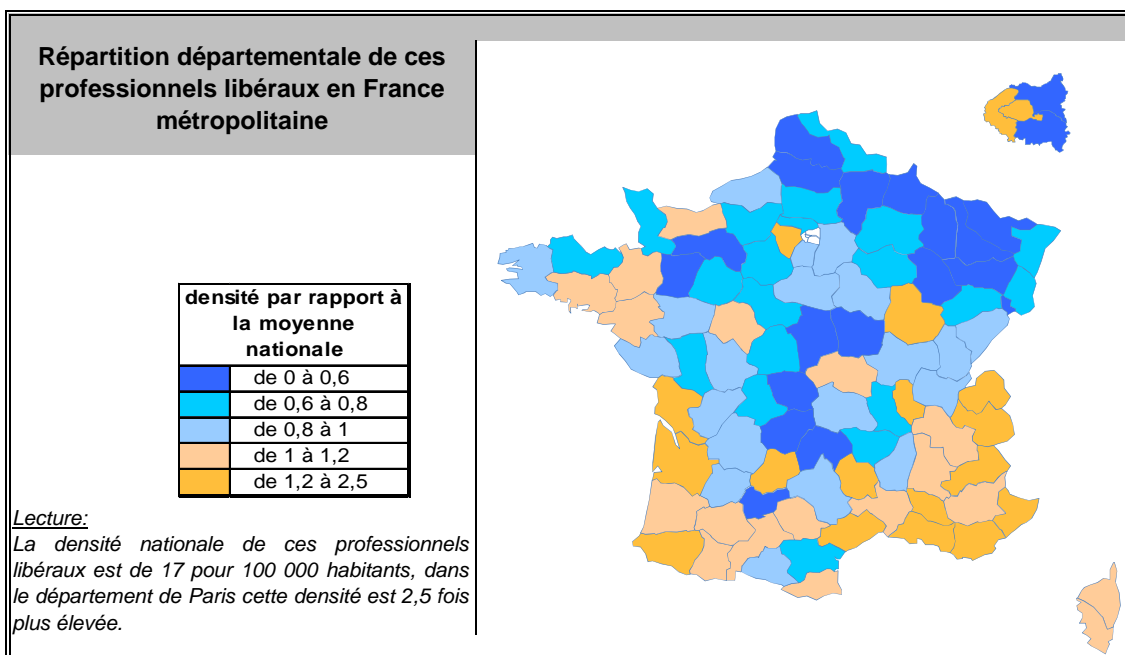 Répartition départementale de ces
professionnels libéraux en France
métropolitaine
densité par rapport à
la moyenne
nationale
de 0 à 0,6
de 0,6 à 0,8
de 0,8 à 1
de 1 à 1,2
de 1,2 à 2,5
Lecture:
La densité nationale de ces professionnels
libéraux est de 17 pour 100 000 habitants, dans
le département de Paris cette densité est 2,5 fois
plus élevée.